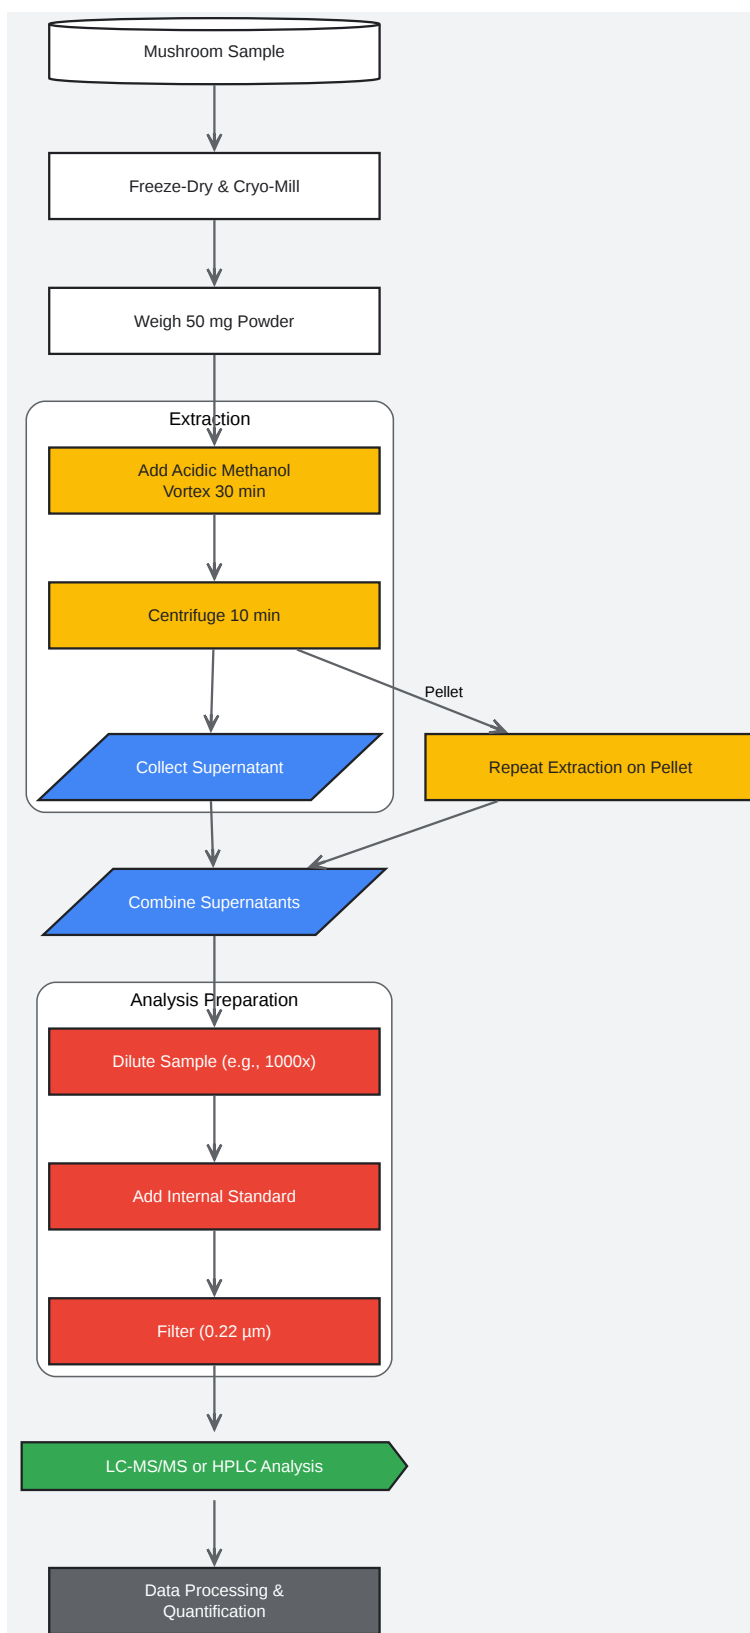 Mushroom Sample
Freeze-Dry & Cryo-Mill
Weigh 50 mg Powder
Extraction
Add Acidic Methanol
Vortex 30 min
Centrifuge 10 min
Pellet
Collect Supernatant
Repeat Extraction on Pellet
Combine Supernatants
Analysis Preparation
Dilute Sample (e.g., 1000x)
Add Internal Standard
Filter (0.22 µm)
LC-MS/MS or HPLC Analysis
Data Processing &
Quantification